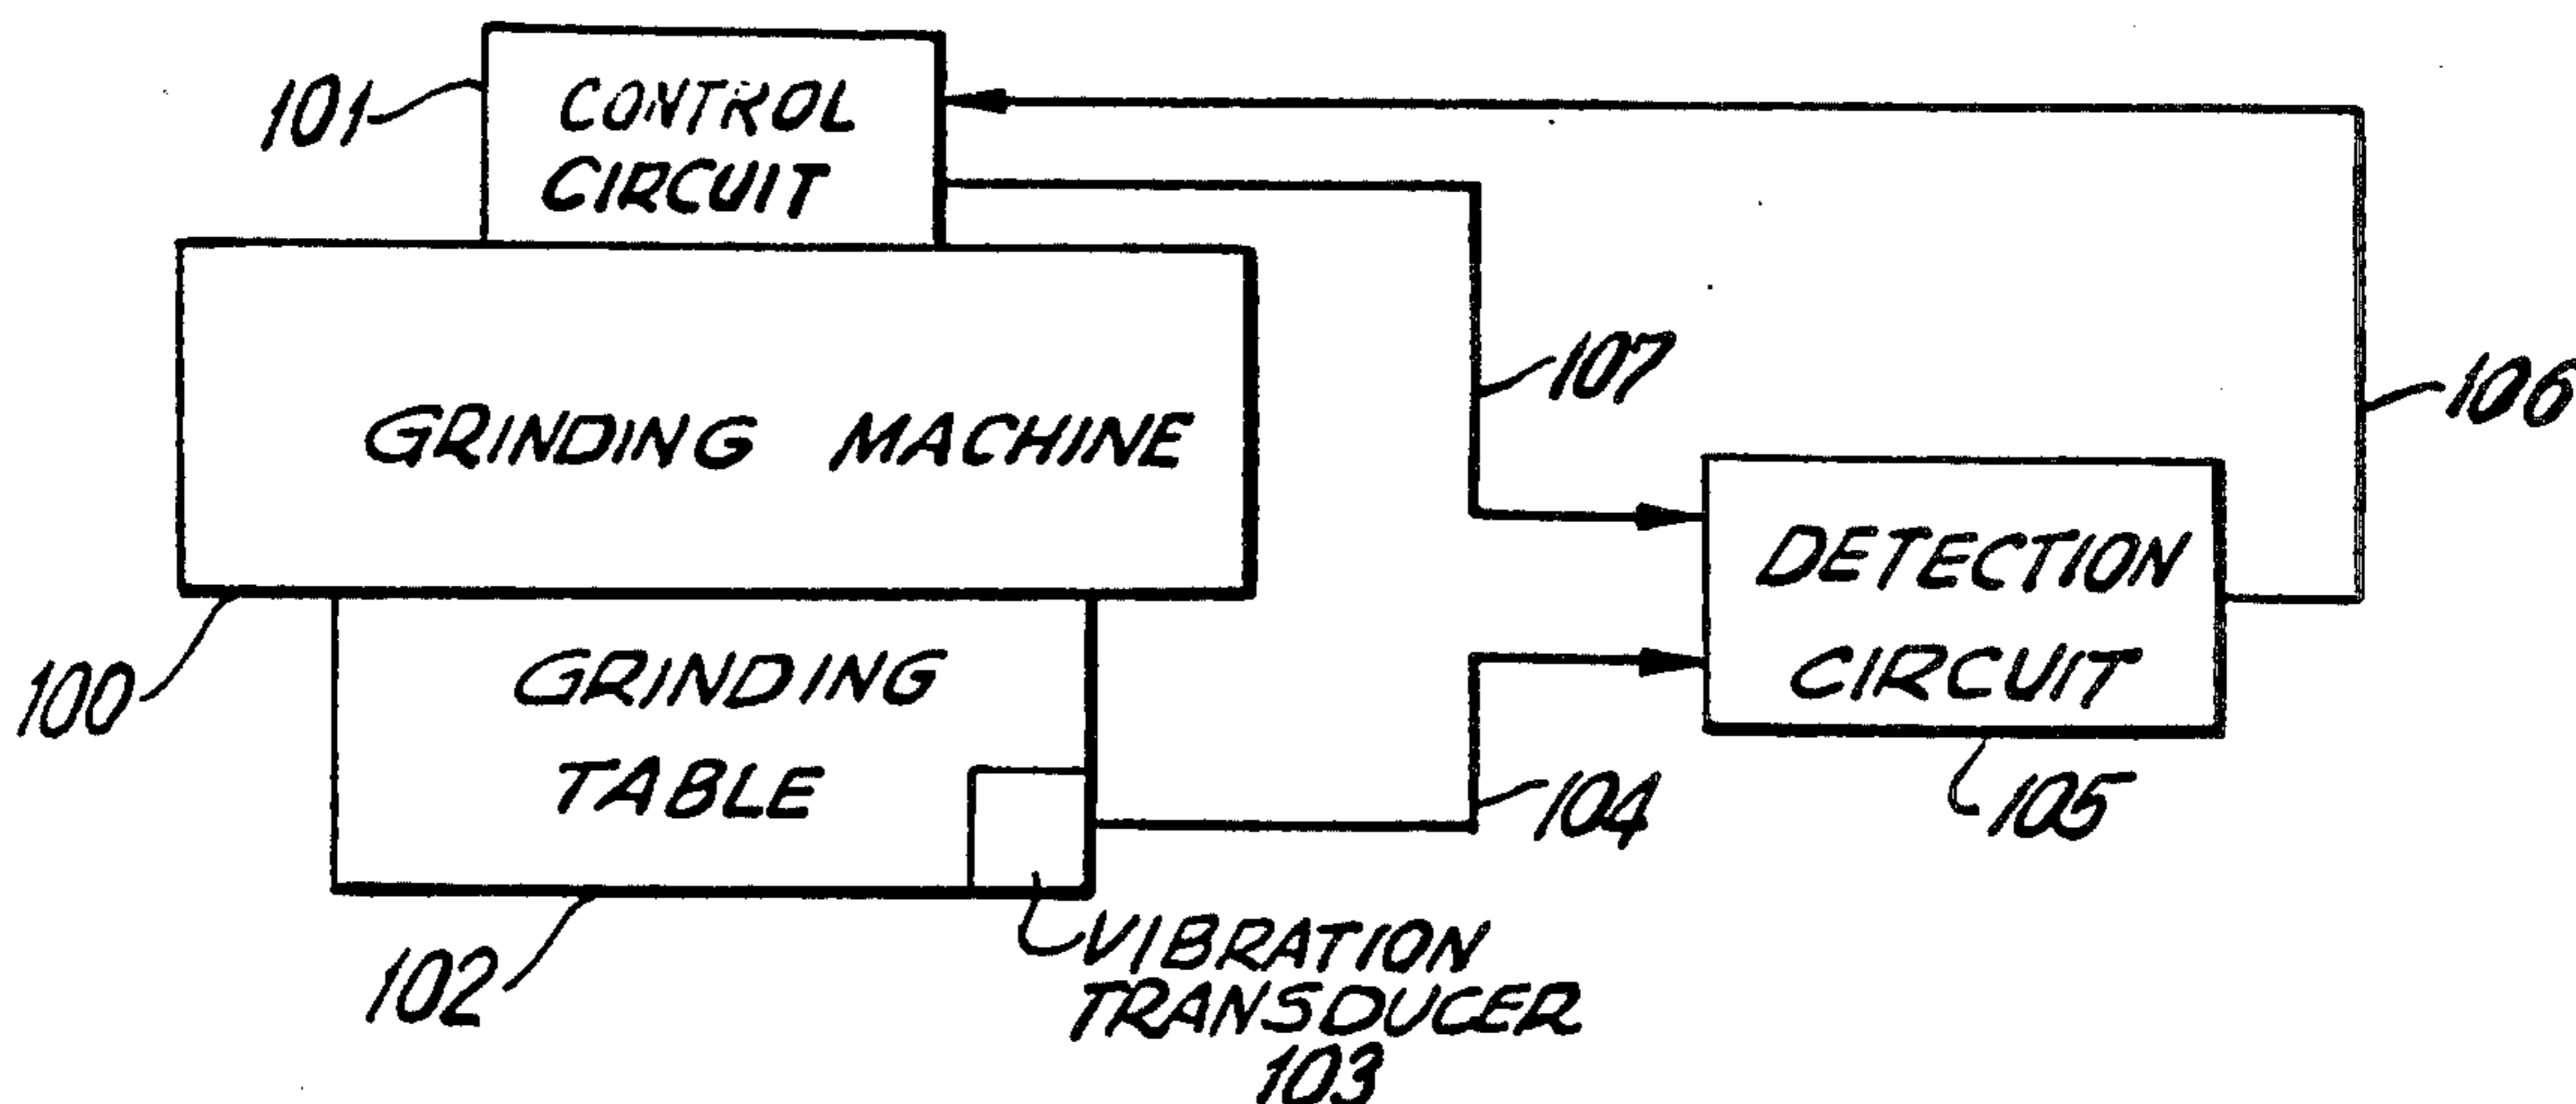 101
CONTROL
CIRCUIT
107
106
GRINDING MACHINE
DETECTION
CIRCUIT
100
GRINDING
TABLE
104
105
102
VIBRATION
TRANSDUCER
103